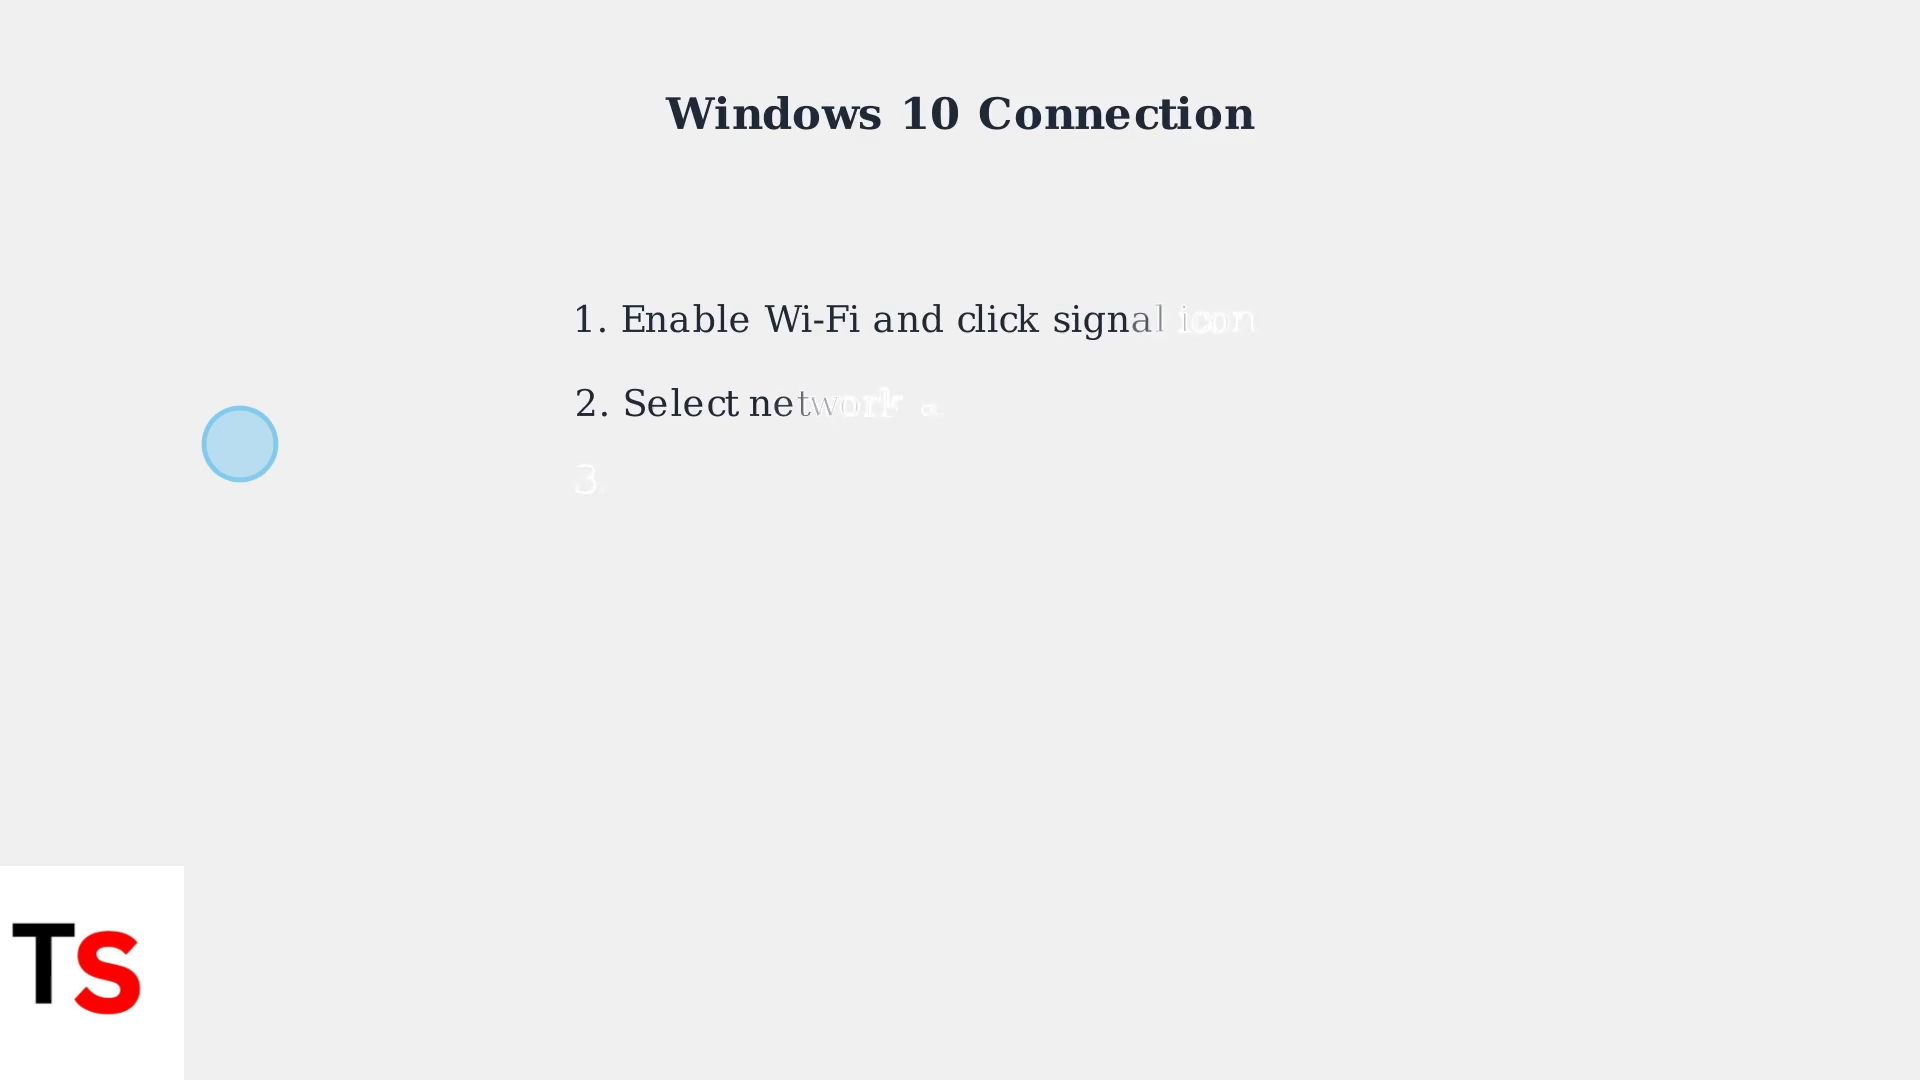 Windows 10 Connection
1. Enable Wi-Fi and click signal icon
2. Select network a
3.
TS